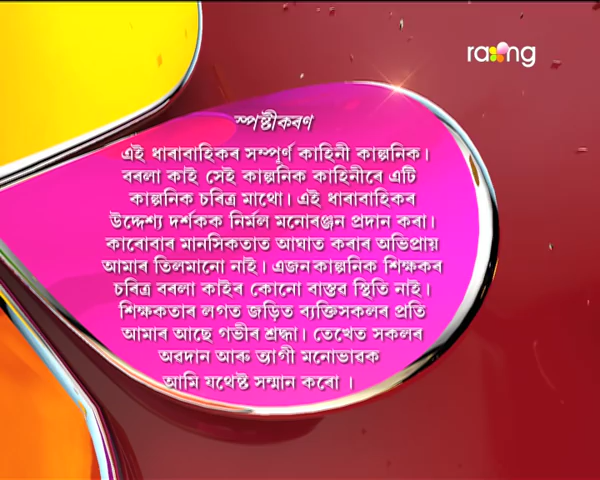 rang
স্পষ্টীকৰণ
এই ধাৰাবাহিকৰ সম্পূৰ্ণ কাহিনী কাল্পনিক।
বৰলা কাই সেই কাল্পনিক কাহিনীৰে এটি
কাল্পনিক চৰিত্ৰ মাথো। এই ধাৰাবাহিকৰ
উদ্দেশ্য দৰ্শকক নিৰ্মল মনোৰঞ্জন প্ৰদান কৰা।
কাৰোবাৰ মানসিকতাত আঘাত কৰাৰ অভিপ্ৰায়
আমাৰ তিলমানো নাই। এজন কাল্পনিক শিক্ষকৰ
চৰিত্ৰ বৰলা কাইৰ কোনো বাস্তৱ স্থিতি নাই।
শিক্ষকতাৰ লগত জড়িত ব্যক্তিসকলৰ প্ৰতি
আমাৰ আছে গভীৰ শ্ৰদ্ধা। তেখেত সকলৰ
অৱদান আৰু ত্যাগী মনোভাৱক
আমি যথেষ্ট সন্মান কৰো ।